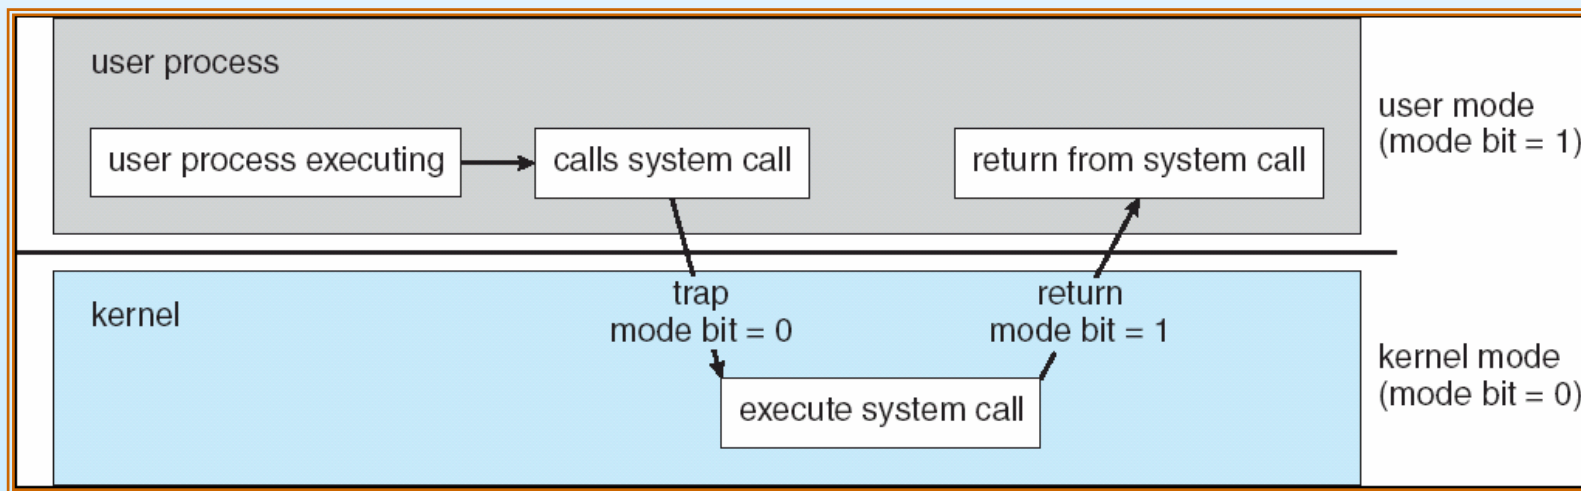 user process
user process executing
calls system call
return from system call
user mode
(mode bit = 1)
kernel
trap
mode bit = 0
return
mode bit = 1
execute system call
kernel mode
(mode bit = 0)